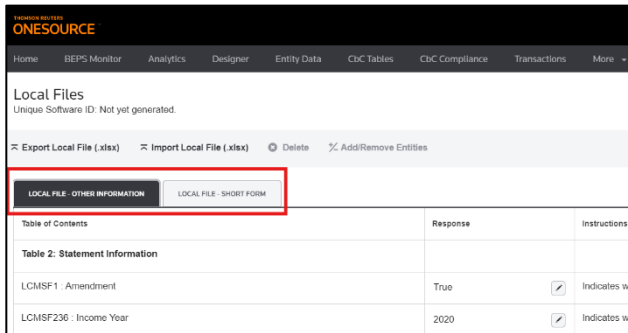 THOMSON REUTERS
ONESOURCE™
Home BEPS Monitor Analytics Designer Entity Data CbC Tables CbC Compliance Transactions More
Local Files
Unique Software ID: Not yet generated.
Export Local File (.xlsx) Import Local File (.xlsx) Delete Add/Remove Entities
LOCAL FILE - OTHER INFORMATION LOCAL FILE - SHORT FORM
Table of Contents Response Instructions
Table 2: Statement Information
LCMSF1 : Amendment True Indicates w
LCMSF236 : Income Year 2020 Indicates w